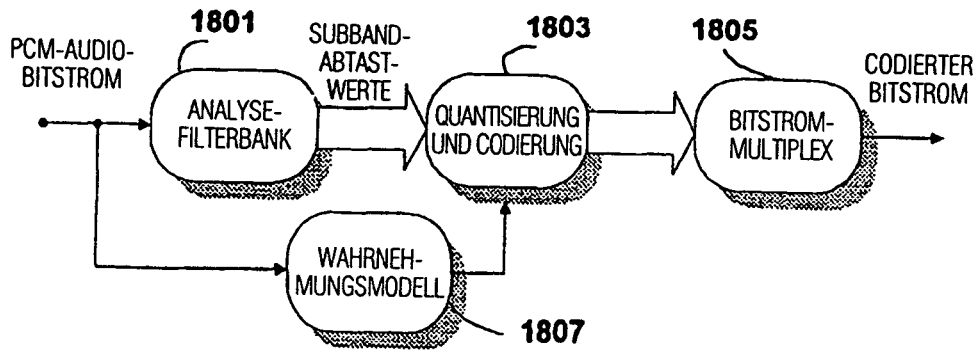 1801
PCM-AUDIO-
BITSTROM
ANALYSE-
FILTERBANK
SUBBAND-
ABTAST-
WERTE
1803
QUANTISIERUNG
UND CODIERUNG
1805
BITSTROM-
MULTIPLEX
CODIERTER
BITSTROM
WAHRNEH-
MUNGSMODELL
1807